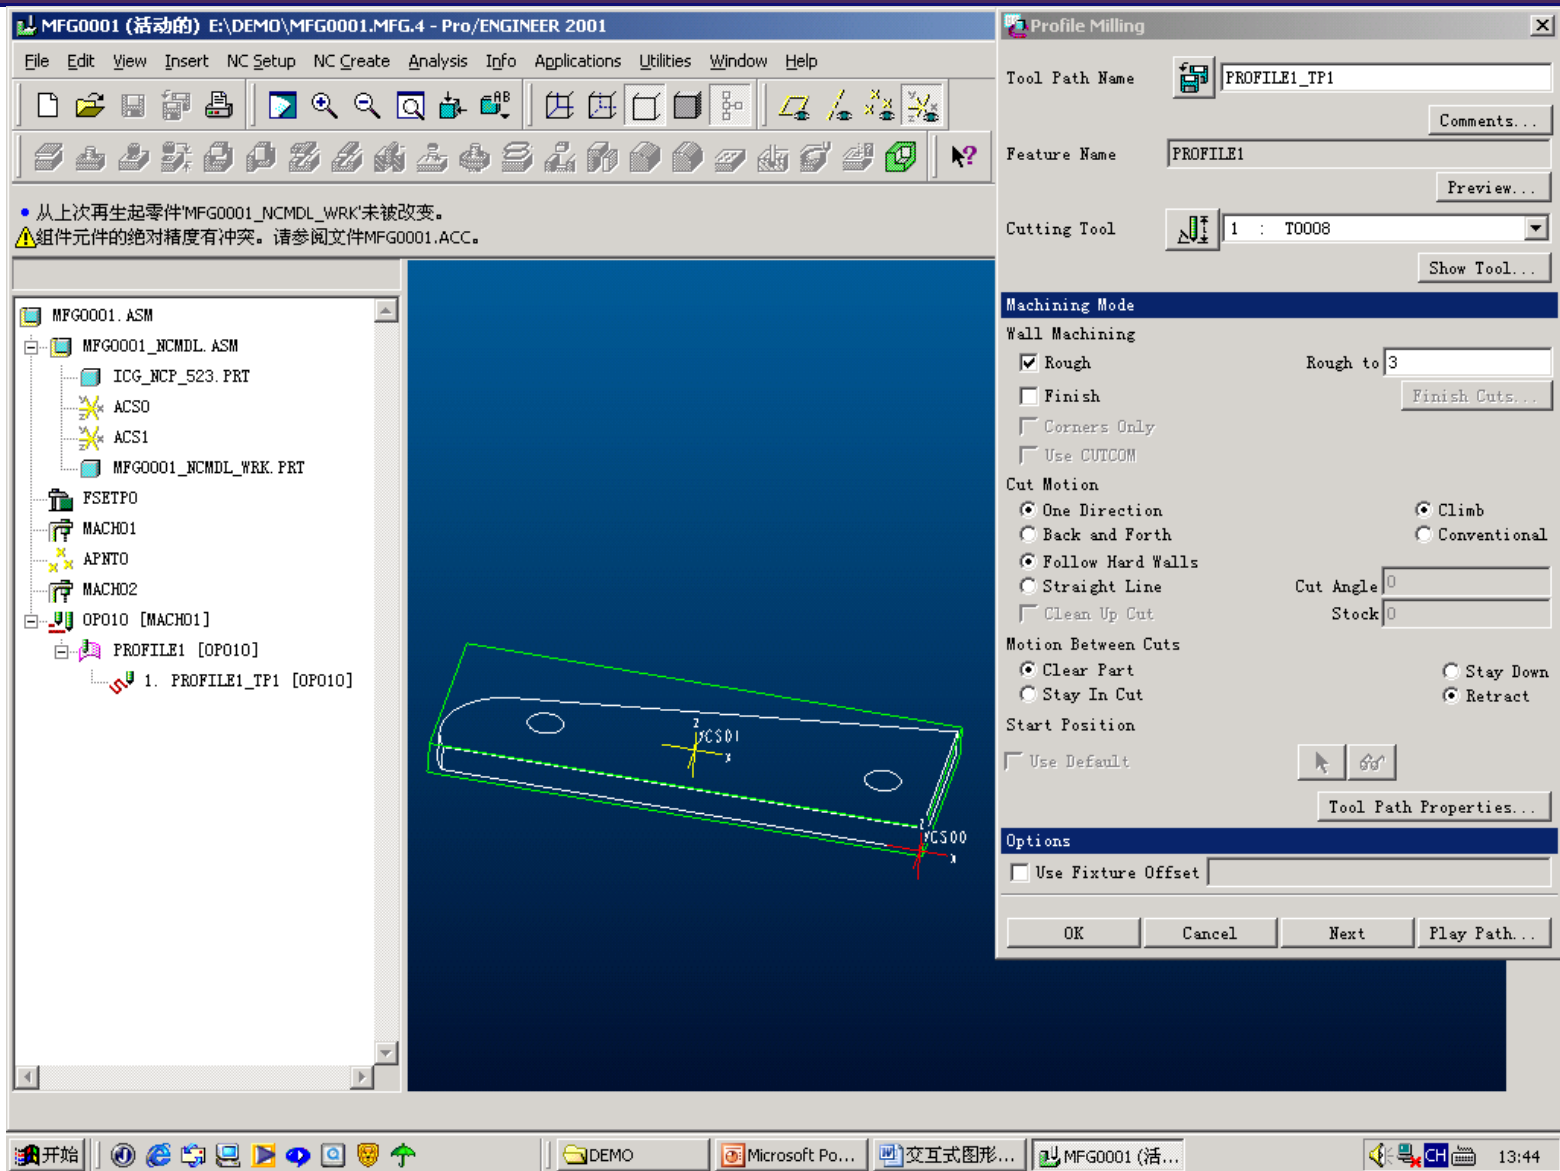 MFG0001 (活动的) E:\DEMO\MFG0001.MFG.4 - Pro/ENGINEER 2001
File Edit View Insert NC Setup NC Create Analysis Info Applications Utilities Window Help
• 从上次再生起零件'MFG0001_NCMDL_WRK'未被改变。
组件元件的绝对精度有冲突。请参阅文件MFG0001.ACC。
MFG0001.ASM
MFG0001_NCMDL.ASM
ICG_NCP_523.PRT
ACS0
ACS1
MFG0001_NCMDL_WRK.PRT
FSETP0
MACH01
APNT0
MACH02
OP010 [MACH01]
PROFILE1 [OP010]
1. PROFILE1_TP1 [OP010]
Z
YCS01
X
Z
YCS00
X
Profile Milling
Tool Path Name PROFILE1_TP1
Comments...
Feature Name PROFILE1
Preview...
Cutting Tool 1 : T0008
Show Tool...
Machining Mode
Wall Machining
Rough Rough to 3
Finish Finish Cuts...
Corners Only
Use CUTCOM
Cut Motion
One Direction Climb
Back and Forth Conventional
Follow Hard Walls
Straight Line Cut Angle 0
Clean Up Cut Stock 0
Motion Between Cuts
Clear Part Stay Down
Stay In Cut Retract
Start Position
Use Default
Tool Path Properties...
Options
Use Fixture Offset
OK Cancel Next Play Path...
开始 DEMO Microsoft Po... 交互式图形... MFG0001 (活... CH 13:44